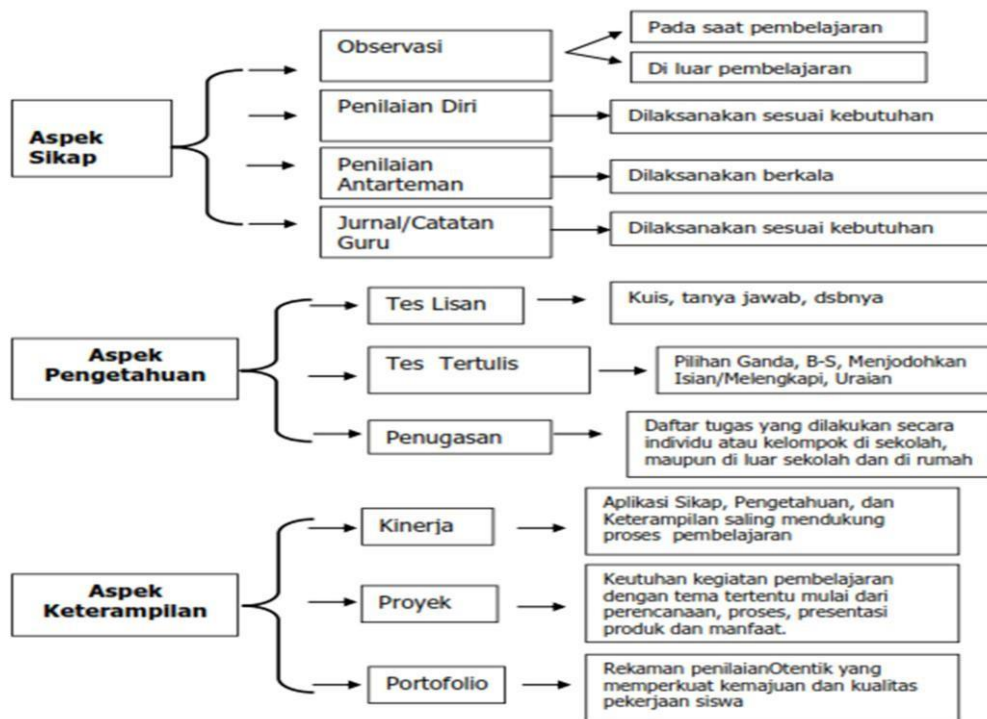 Aspek
Sikap
Observasi
Pada saat pembelajaran
Di luar pembelajaran
Penilaian Diri
Dilaksanakan sesuai kebutuhan
Penilaian
Antarteman
Dilaksanakan berkala
Jurnal/Catatan
Guru
Dilaksanakan sesuai kebutuhan
Aspek
Pengetahuan
Tes Lisan
Kuis, tanya jawab, dsbnya
Tes Tertulis
Pilihan Ganda, B-S, Menjodohkan
Isian/Melengkapi, Uraian
Penugasan
Daftar tugas yang dilakukan secara
individu atau kelompok di sekolah,
maupun di luar sekolah dan di rumah
Aspek
Keterampilan
Kinerja
Aplikasi Sikap, Pengetahuan, dan
Keterampilan saling mendukung
proses pembelajaran
Proyek
Keutuhan kegiatan pembelajaran
dengan tema tertentu mulai dari
perencanaan, proses, presentasi
produk dan manfaat.
Portofolio
Rekaman penilaianOtentik yang
memperkuat kemajuan dan kualitas
pekerjaan siswa